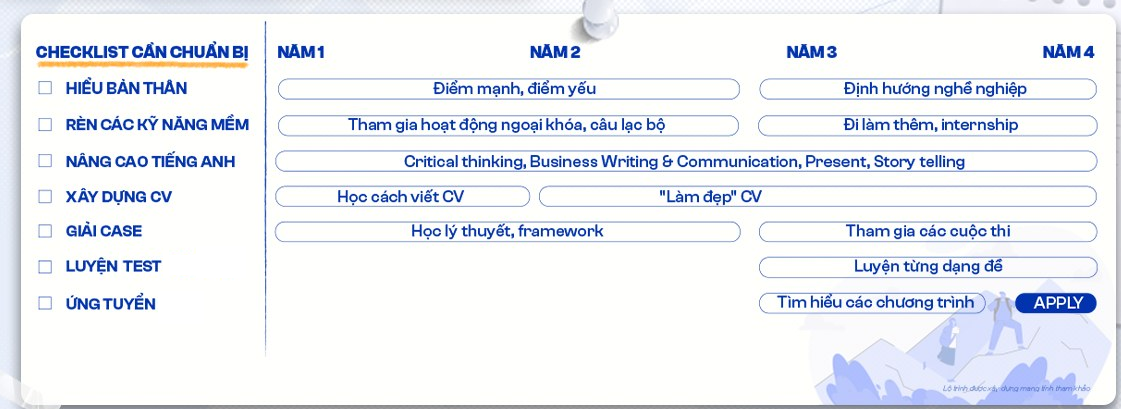 CHECKLIST CẦN CHUẨN BỊ NĂM 1 NĂM 2 NĂM 3 NĂM 4
HIỂU BẢN THÂN Điểm mạnh, điểm yếu Định hướng nghề nghiệp
RÈN CÁC KỸ NĂNG MỀM Tham gia hoạt động ngoại khóa, câu lạc bộ Đi làm thêm, internship
NÂNG CAO TIẾNG ANH Critical thinking, Business Writing & Communication, Present, Story telling
XÂY DỰNG CV Học cách viết CV "Làm đẹp" CV
GIẢI CASE Học lý thuyết, framework Tham gia các cuộc thi
LUYỆN TEST Luyện từng dạng đề
ỨNG TUYỂN Tìm hiểu các chương trình APPLY
Lộ trình được xây dựng mang tính tham khảo